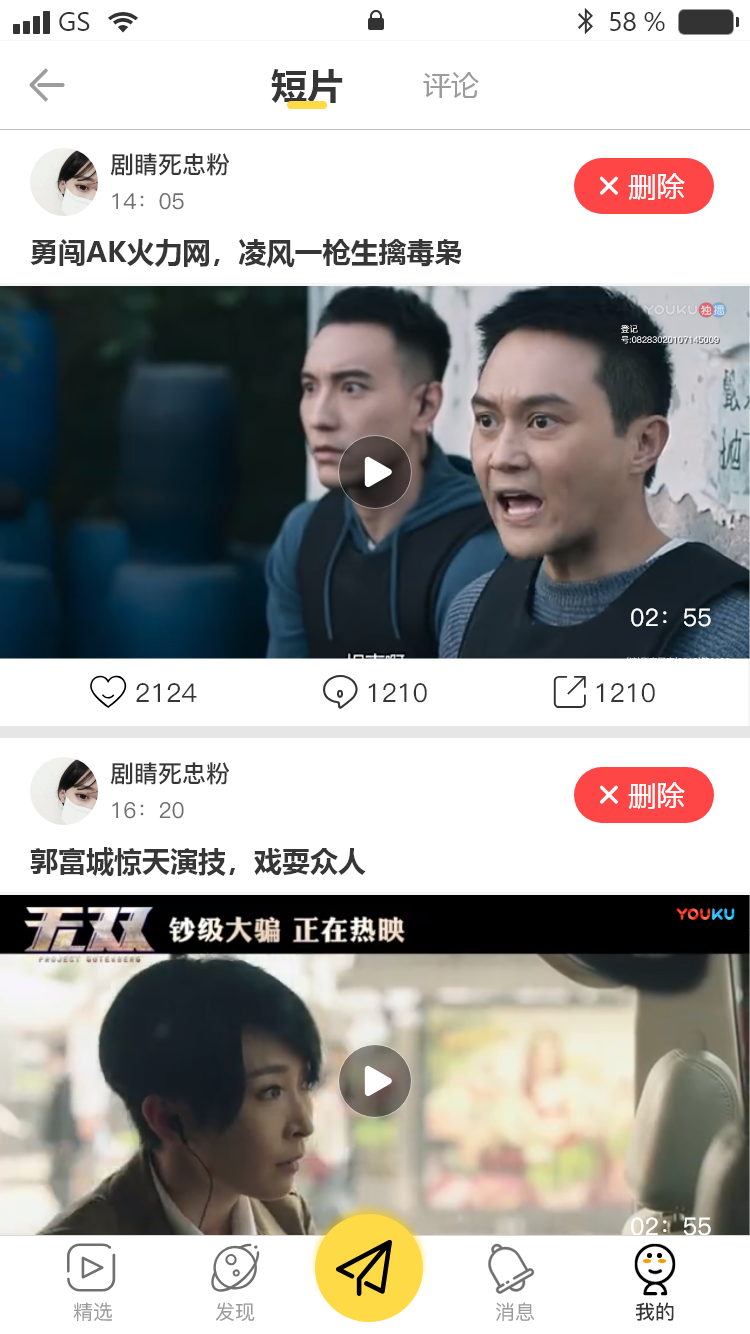 GS
58 %
短片
评论
剧睛死忠粉
14：05
✕ 删除
勇闯AK火力网，凌风一枪生擒毒枭
YOUKU 独播
登记
号:08283020107145009
02：55
2124
1210
1210
剧睛死忠粉
16：20
✕ 删除
郭富城惊天演技，戏耍众人
无双 钞级大骗 正在热映
YOUKU
02：55
精选
发现
消息
我的